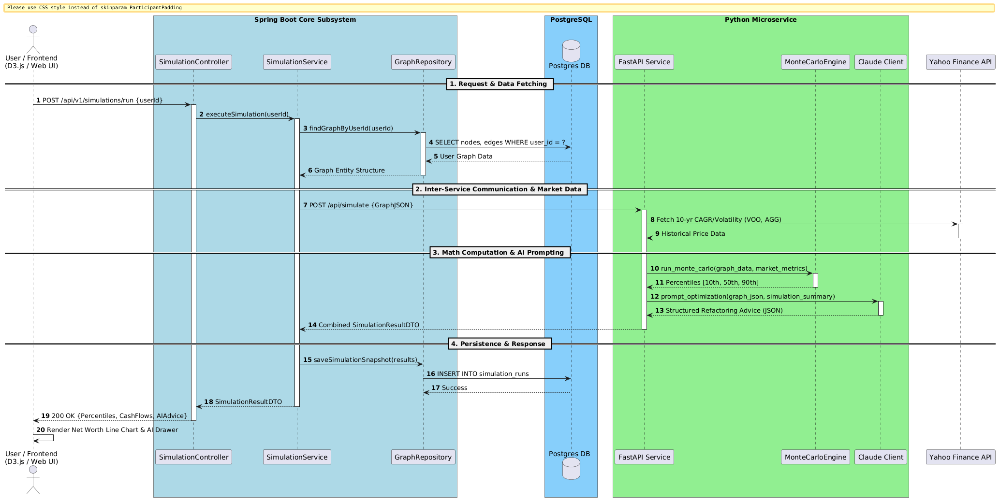 Please use CSS style instead of skinparam ParticipantPadding
Spring Boot Core Subsystem
PostgreSQL
Python Microservice
User / Frontend
(D3.js / Web UI)
SimulationController
SimulationService
GraphRepository
Postgres DB
FastAPI Service
MonteCarloEngine
Claude Client
Yahoo Finance API
1. Request & Data Fetching
1 POST /api/v1/simulations/run {userId}
2 executeSimulation(userId)
3 findGraphByUserId(userId)
4 SELECT nodes, edges WHERE user_id = ?
5 User Graph Data
6 Graph Entity Structure
2. Inter-Service Communication & Market Data
7 POST /api/simulate {GraphJSON}
8 Fetch 10-yr CAGR/Volatility (VOO, AGG)
9 Historical Price Data
3. Math Computation & AI Prompting
10 run_monte_carlo(graph_data, market_metrics)
11 Percentiles [10th, 50th, 90th]
12 prompt_optimization(graph_json, simulation_summary)
13 Structured Refactoring Advice (JSON)
14 Combined SimulationResultDTO
4. Persistence & Response
15 saveSimulationSnapshot(results)
16 INSERT INTO simulation_runs
17 Success
18 SimulationResultDTO
19 200 OK {Percentiles, CashFlows, AIAdvice}
20 Render Net Worth Line Chart & AI Drawer
User / Frontend
(D3.js / Web UI)
SimulationController
SimulationService
GraphRepository
Postgres DB
FastAPI Service
MonteCarloEngine
Claude Client
Yahoo Finance API